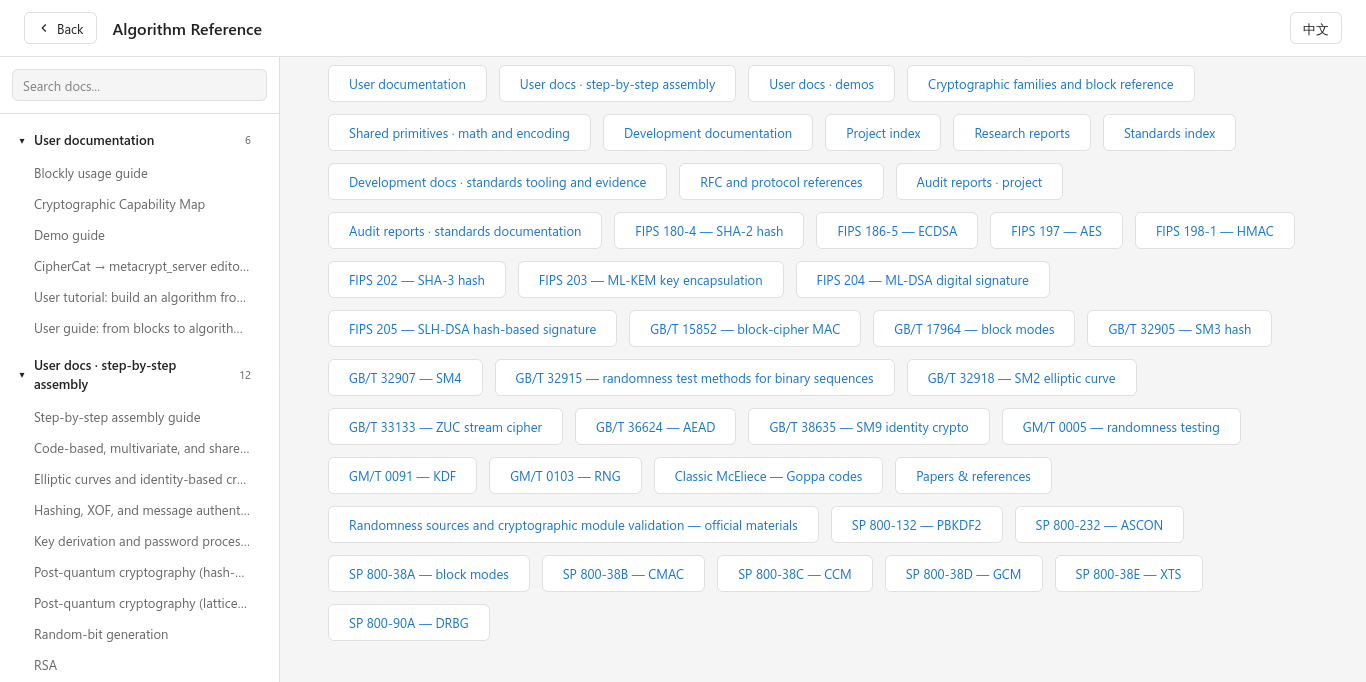 Back
Algorithm Reference
中文
Search docs...
User documentation 6
Blockly usage guide
Cryptographic Capability Map
Demo guide
CipherCat → metacrypt_server edito...
User tutorial: build an algorithm fro...
User guide: from blocks to algorith...
User docs · step-by-step
assembly
12
Step-by-step assembly guide
Code-based, multivariate, and share...
Elliptic curves and identity-based cr...
Hashing, XOF, and message authent...
Key derivation and password proces...
Post-quantum cryptography (hash-...
Post-quantum cryptography (lattice...
Random-bit generation
RSA
User documentation User docs · step-by-step assembly User docs · demos Cryptographic families and block reference
Shared primitives · math and encoding Development documentation Project index Research reports Standards index
Development docs · standards tooling and evidence RFC and protocol references Audit reports · project
Audit reports · standards documentation FIPS 180-4 — SHA-2 hash FIPS 186-5 — ECDSA FIPS 197 — AES FIPS 198-1 — HMAC
FIPS 202 — SHA-3 hash FIPS 203 — ML-KEM key encapsulation FIPS 204 — ML-DSA digital signature
FIPS 205 — SLH-DSA hash-based signature GB/T 15852 — block-cipher MAC GB/T 17964 — block modes GB/T 32905 — SM3 hash
GB/T 32907 — SM4 GB/T 32915 — randomness test methods for binary sequences GB/T 32918 — SM2 elliptic curve
GB/T 33133 — ZUC stream cipher GB/T 36624 — AEAD GB/T 38635 — SM9 identity crypto GM/T 0005 — randomness testing
GM/T 0091 — KDF GM/T 0103 — RNG Classic McEliece — Goppa codes Papers & references
Randomness sources and cryptographic module validation — official materials SP 800-132 — PBKDF2 SP 800-232 — ASCON
SP 800-38A — block modes SP 800-38B — CMAC SP 800-38C — CCM SP 800-38D — GCM SP 800-38E — XTS
SP 800-90A — DRBG